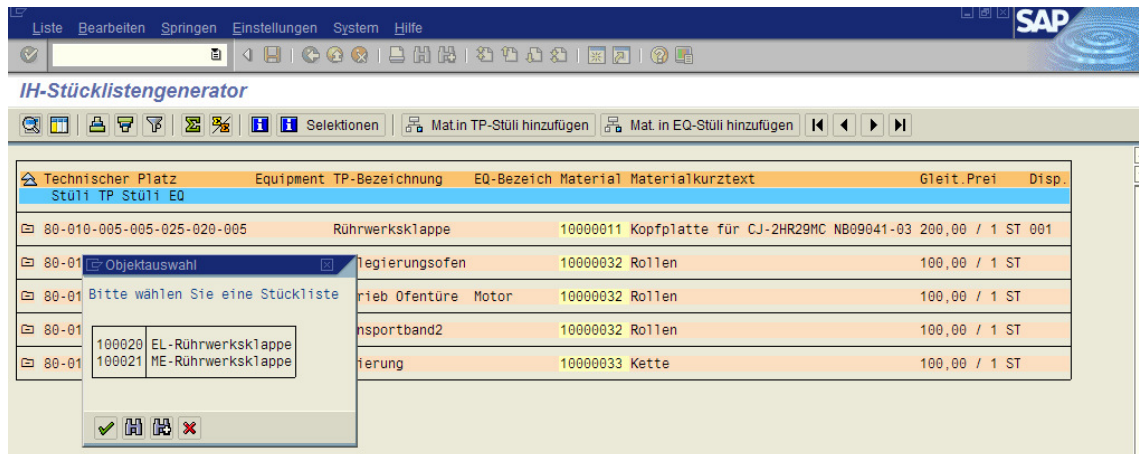 Liste Bearbeiten Springen Einstellungen System Hilfe
SAP
IH-Stücklistengenerator
Selektionen Mat.in TP-Stüli hinzufügen Mat. in EQ-Stüli hinzufügen
Technischer Platz Equipment TP-Bezeichnung EQ-Bezeich Material Materialkurztext Gleit.Prei Disp.
Stüli TP Stüli EQ
80-010-005-005-025-020-005 Rührwerksklappe 10000011 Kopfplatte für CJ-2HR29MC NB09041-03 200,00 / 1 ST 001
80-01 legierungsofen 10000032 Rollen 100,00 / 1 ST
80-01 rieb Ofentüre Motor 10000032 Rollen 100,00 / 1 ST
80-01 nsportband2 10000032 Rollen 100,00 / 1 ST
80-01 ierung 10000033 Kette 100,00 / 1 ST
Objektauswahl
Bitte wählen Sie eine Stückliste
100020 EL-Rührwerksklappe
100021 ME-Rührwerksklappe